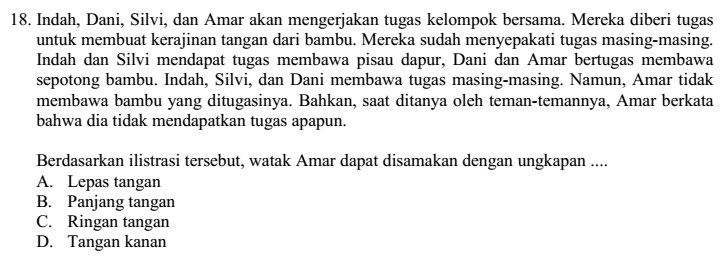 18. Indah, Dani, Silvi, dan Amar akan mengerjakan tugas kelompok bersama. Mereka diberi tugas
untuk membuat kerajinan tangan dari bambu. Mereka sudah menyepakati tugas masing-masing.
Indah dan Silvi mendapat tugas membawa pisau dapur, Dani dan Amar bertugas membawa
sepotong bambu. Indah, Silvi, dan Dani membawa tugas masing-masing. Namun, Amar tidak
membawa bambu yang ditugasinya. Bahkan, saat ditanya oleh teman-temannya, Amar berkata
bahwa dia tidak mendapatkan tugas apapun.
Berdasarkan ilistrasi tersebut, watak Amar dapat disamakan dengan ungkapan ....
A. Lepas tangan
B. Panjang tangan
C. Ringan tangan
D. Tangan kanan